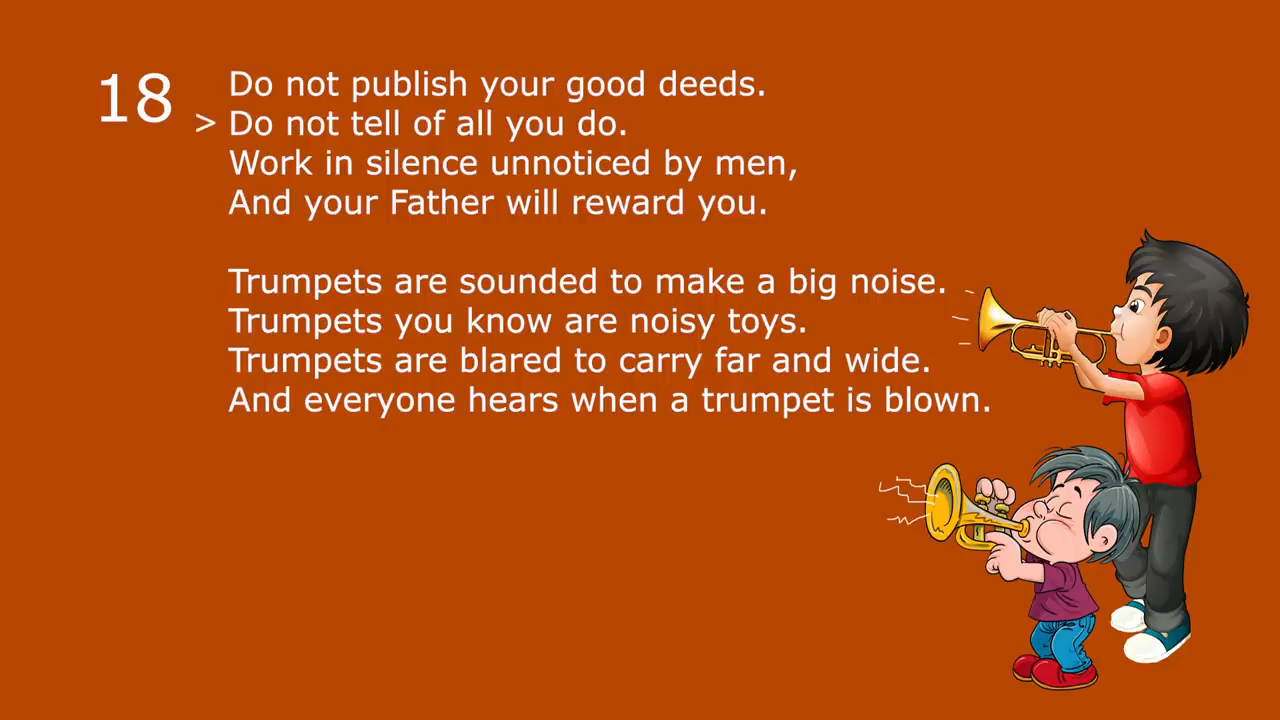 18
Do not publish your good deeds.
> Do not tell of all you do.
Work in silence unnoticed by men,
And your Father will reward you.
Trumpets are sounded to make a big noise.
Trumpets you know are noisy toys.
Trumpets are blared to carry far and wide.
And everyone hears when a trumpet is blown.